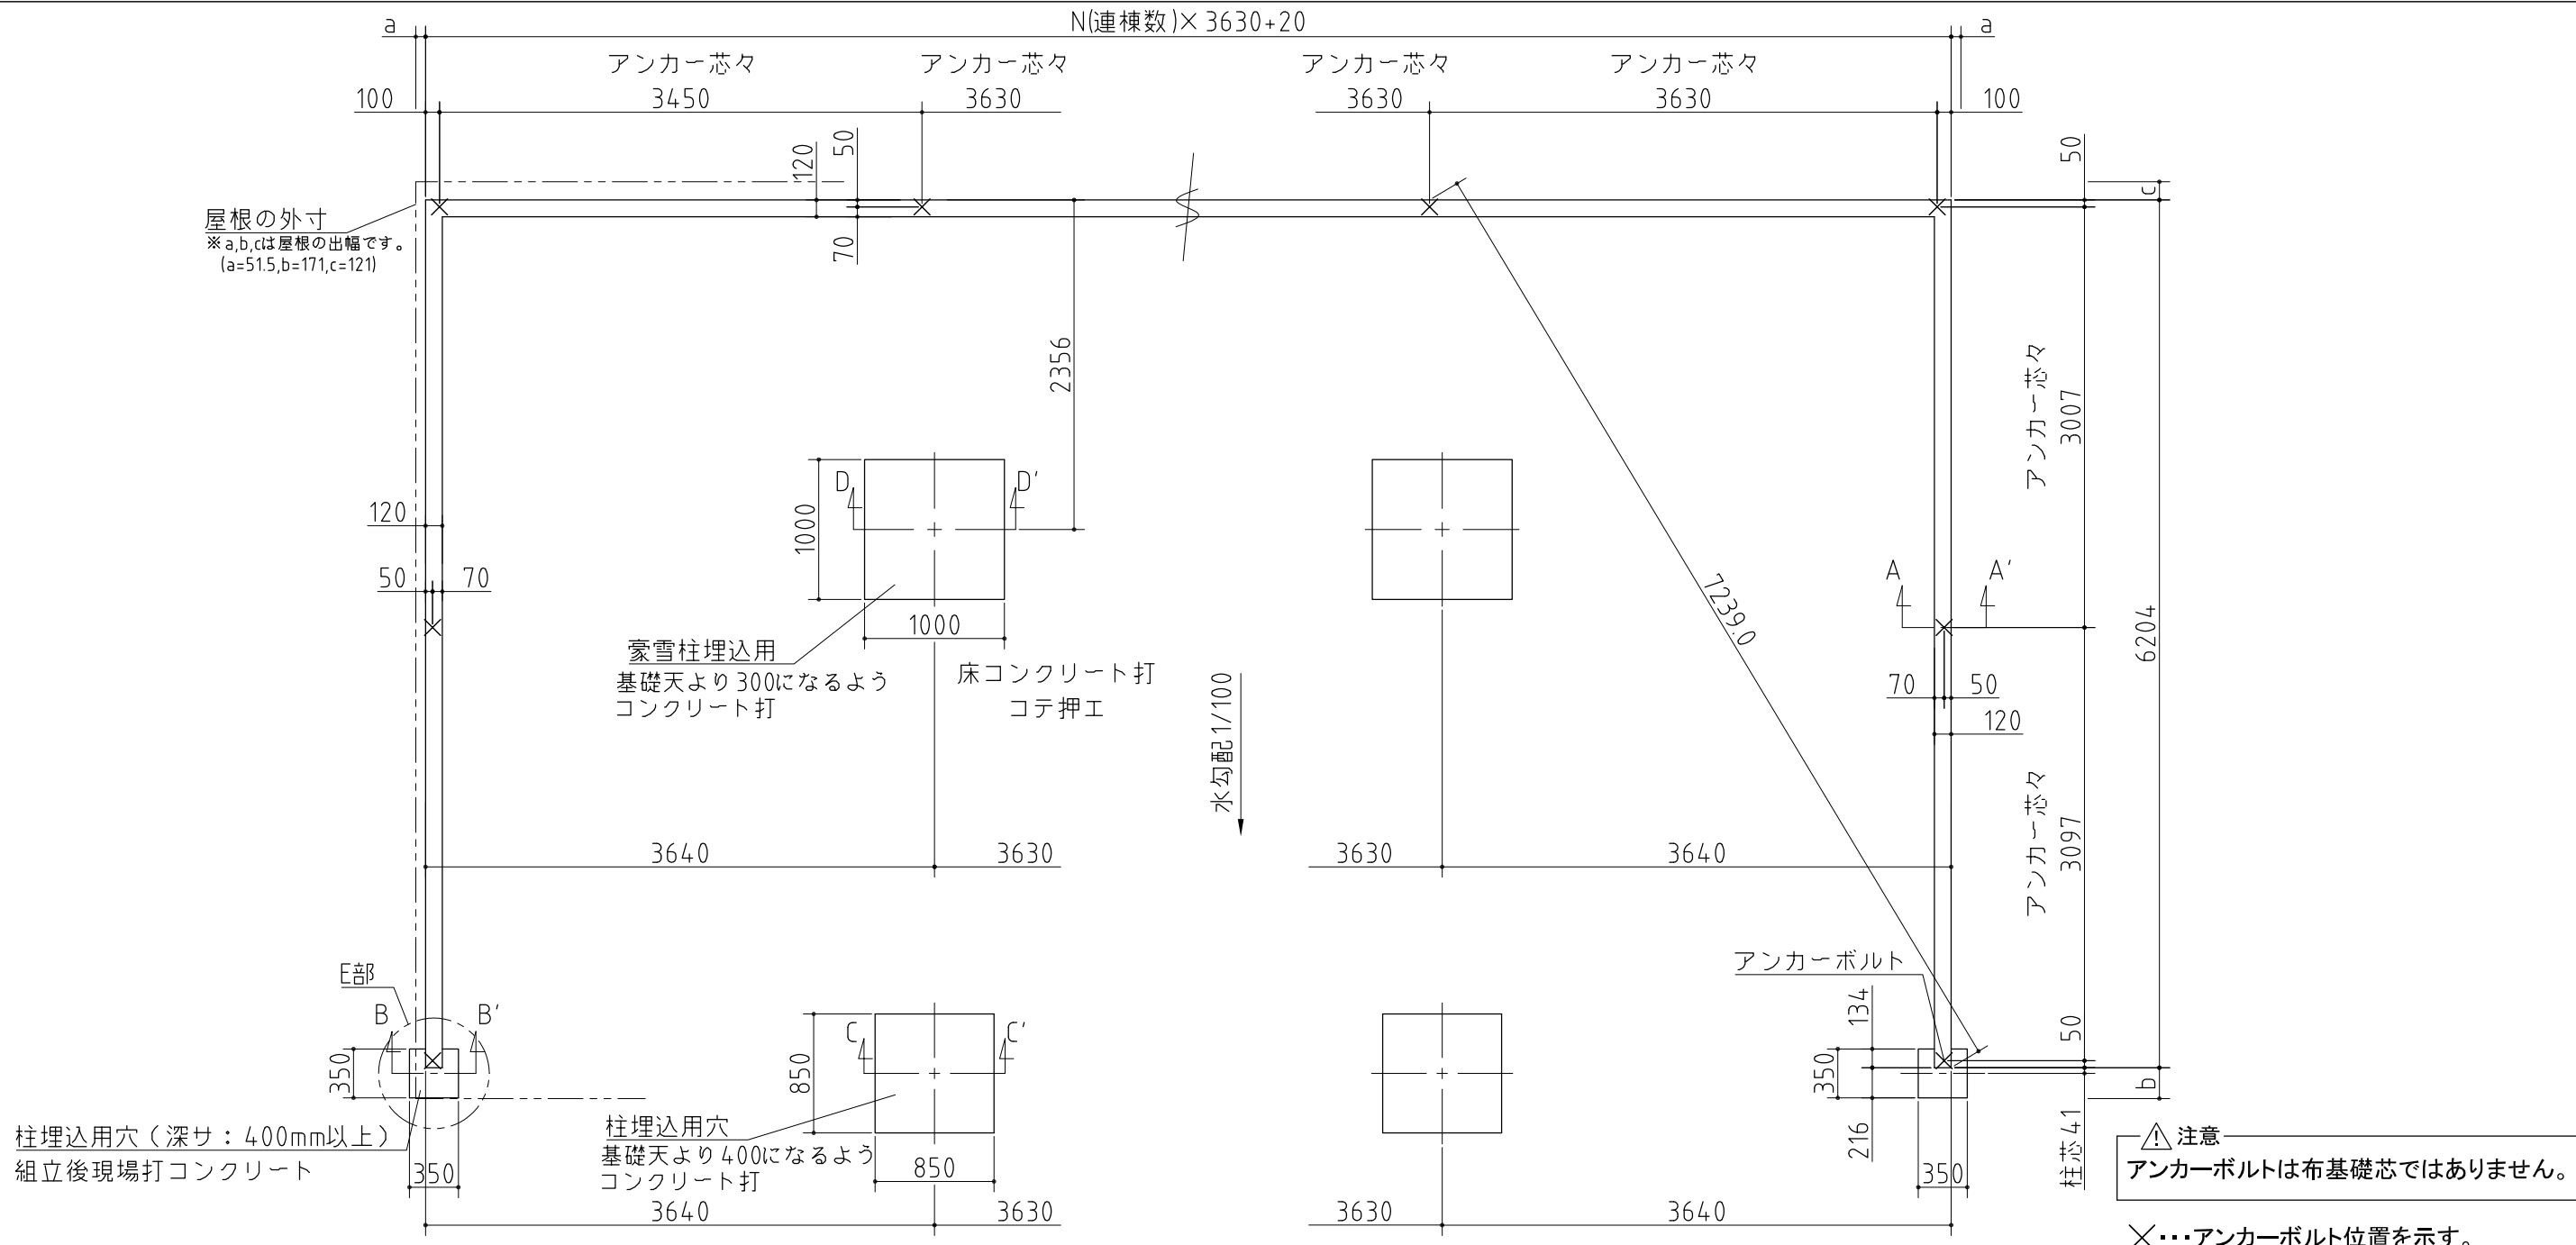 N(連棟数)×3630+20
a
a
アンカー芯々
アンカー芯々
アンカー芯々
アンカー芯々
100
3450
3630
3630
3630
100
120
50
70
50
c
屋根の外寸
※a,b,cは屋根の出幅です。
(a=51.5,b=171,c=121)
2356
アンカー芯々
3007
D
D'
1000
1000
120
50
70
A
A'
7239.0
6204
豪雪柱埋込用
基礎天より300になるよう
コンクリート打
床コンクリート打
コテ押エ
水勾配1/100
70
50
120
アンカー芯々
3097
3640
3630
3630
3640
E部
B
B'
C
C'
アンカーボルト
134
50
350
850
350
b
216
柱芯41
柱埋込用穴(深サ:400mm以上)
組立後現場打コンクリート
350
柱埋込用穴
基礎天より400になるよう
コンクリート打
850
350
3640
3630
3630
3640
注意
アンカーボルトは布基礎芯ではありません。
×･･･アンカーボルト位置を示す。